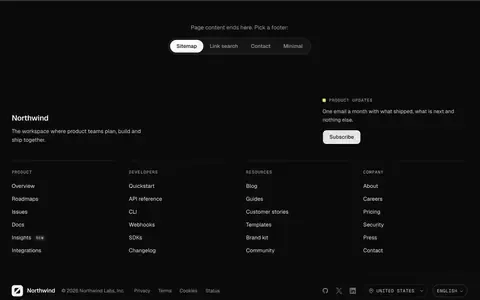 Page content ends here. Pick a footer:
Sitemap
Link search
Contact
Minimal
Northwind
The workspace where product teams plan, build and
ship together.
PRODUCT UPDATES
One email a month with what shipped, what is next and
nothing else.
Subscribe
PRODUCT
Overview
Roadmaps
Issues
Docs
Insights NEW
Integrations
DEVELOPERS
Quickstart
API reference
CLI
Webhooks
SDKs
Changelog
RESOURCES
Blog
Guides
Customer stories
Templates
Brand kit
Community
COMPANY
About
Careers
Pricing
Security
Press
Contact
Northwind
© 2026 Northwind Labs, Inc.
Privacy
Terms
Cookies
Status
UNITED STATES
ENGLISH